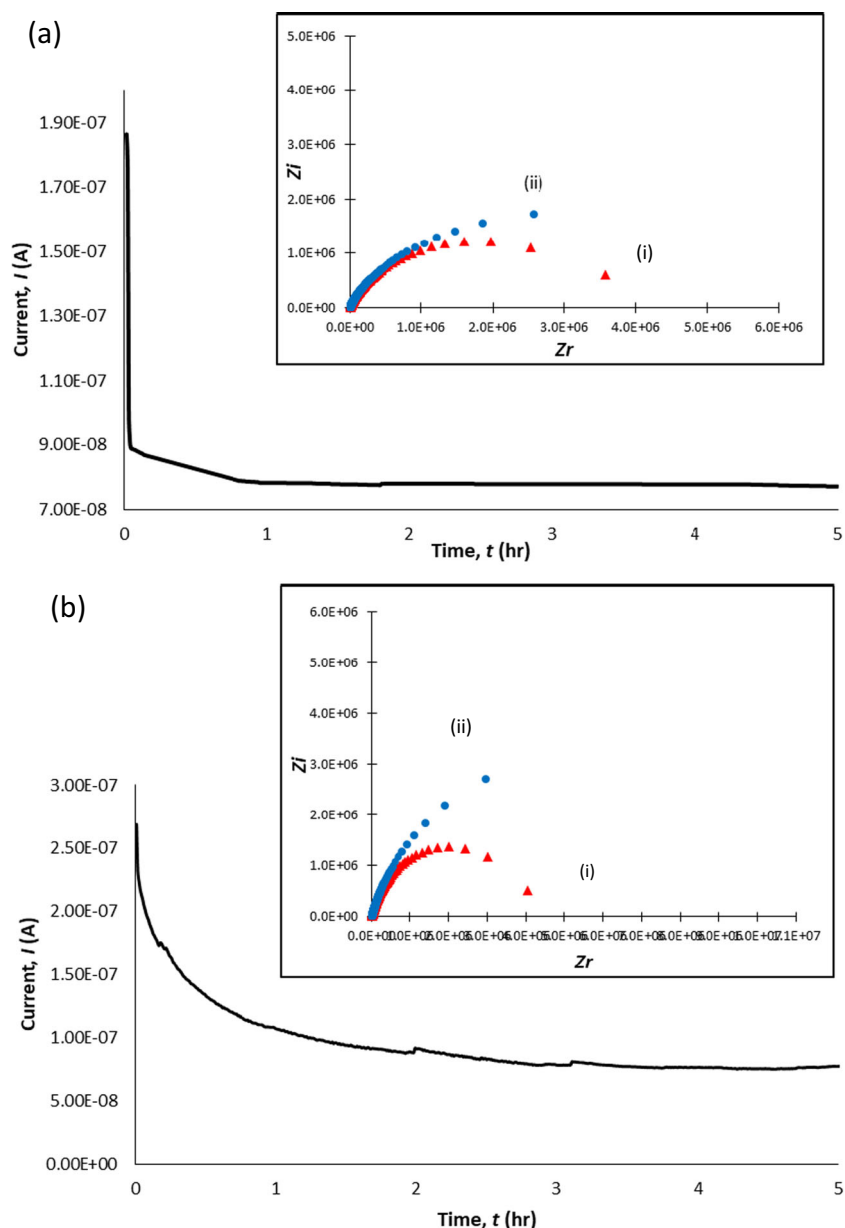 (a)
5.0E+06
4.0E+06
3.0E+06
2.0E+06
1.0E+06
0.0E+00
Zi
(ii)
(i)
0.0E+00 1.0E+06 2.0E+06 3.0E+06 4.0E+06 5.0E+06 6.0E+06
Zr
1.90E-07
1.70E-07
1.50E-07
1.30E-07
1.10E-07
9.00E-08
7.00E-08
Current, I (A)
0 1 2 3 4 5
Time, t (hr)
(b)
6.0E+06
5.0E+06
4.0E+06
3.0E+06
2.0E+06
1.0E+06
0.0E+00
Zi
(ii)
(i)
Zr
3.00E-07
2.50E-07
2.00E-07
1.50E-07
1.00E-07
5.00E-08
0.00E+00
Current, I (A)
0 1 2 3 4 5
Time, t (hr)